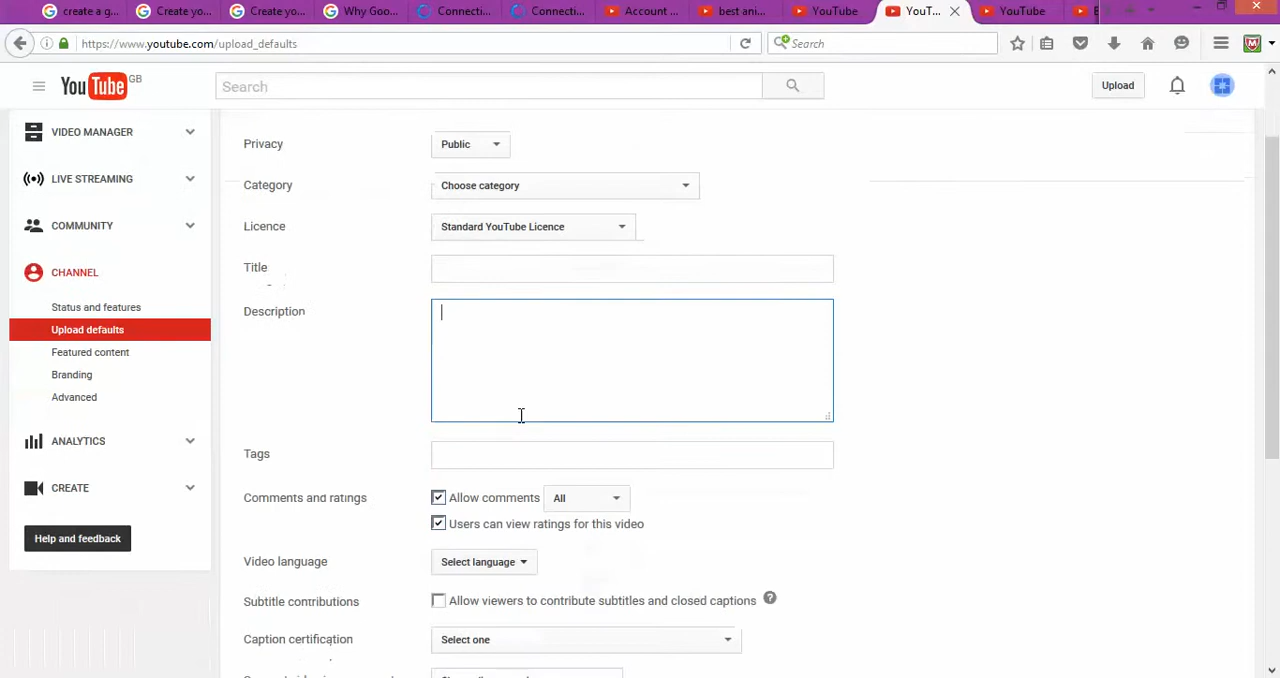 create a g...
Create yo...
Create yo...
Why Goo...
Connecti...
Connecti...
Account ...
best ani...
YouTube
YouT...
YouTube
https://www.youtube.com/upload_defaults
Search
YouTube GB
Search
Upload
VIDEO MANAGER
LIVE STREAMING
COMMUNITY
CHANNEL
Status and features
Upload defaults
Featured content
Branding
Advanced
ANALYTICS
CREATE
Help and feedback
Privacy
Public
Category
Choose category
Licence
Standard YouTube Licence
Title
Description
Tags
Comments and ratings
Allow comments All
Users can view ratings for this video
Video language
Select language
Subtitle contributions
Allow viewers to contribute subtitles and closed captions ?
Caption certification
Select one